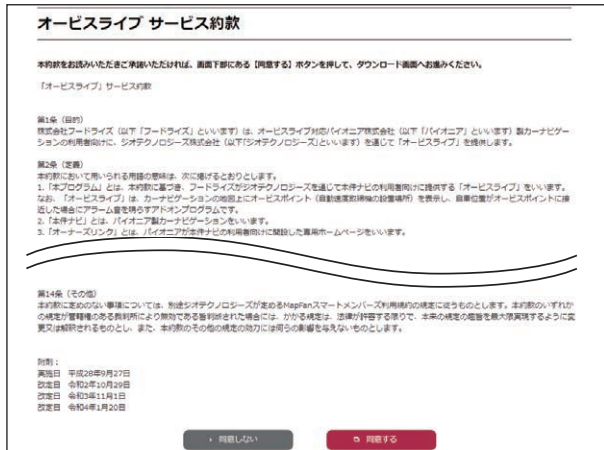 オービスライブ サービス約款
本約款をお読みいただきご承諾いただければ、画面下部にある【同意する】ボタンを押して、ダウンロード画面へお進みください。
「オービスライブ」サービス約款
第1条（目的）
株式会社フードライズ（以下「フードライズ」といいます）は、オービスライブ対応パイオニア株式会社（以下「パイオニア」といいます）製カーナビゲー
ションの利用者向けに、ジオテクノロジーズ株式会社（以下「ジオテクノロジーズ」といいます）を通じて「オービスライブ」を提供します。
第2条（定義）
本約款において用いられる用語の意味は、次に掲げるとおりとします。
1.「本プログラム」とは、本約款に基づき、フードライズがジオテクノロジーズを通じて本件ナビの利用者向けに提供する「オービスライブ」をいいます。
なお、「オービスライブ」は、カーナビゲーションの地図上にオービスポイント（自動速度取締機の設置場所）を表示し、自車位置がオービスポイントに接
近した場合にアラーム音を鳴らすアドオンプログラムです。
2.「本件ナビ」とは、パイオニア製カーナビゲーションをいいます。
3.「オーナーズリンク」とは、パイオニアが本件ナビの利用者向けに開設した専用ホームページをいいます。
第14条（その他）
本約款に定めのない事項については、別途ジオテクノロジーズが定めるMapFanスマートメンバーズ利用規約の規定に従うものとします。本約款のいずれか
の規定が管轄権のある裁判所により無効である旨判断された場合には、かかる規定は、法律が許容する限りで、本来の規定の趣旨を最大限実現するように変
更又は解釈されるものとし、また、本約款のその他の規定の効力には何らの影響を与えないものとします。
附則：
実施日 平成28年9月27日
改定日 令和2年10月29日
改定日 令和3年11月1日
改定日 令和4年1月20日
同意しない 同意する